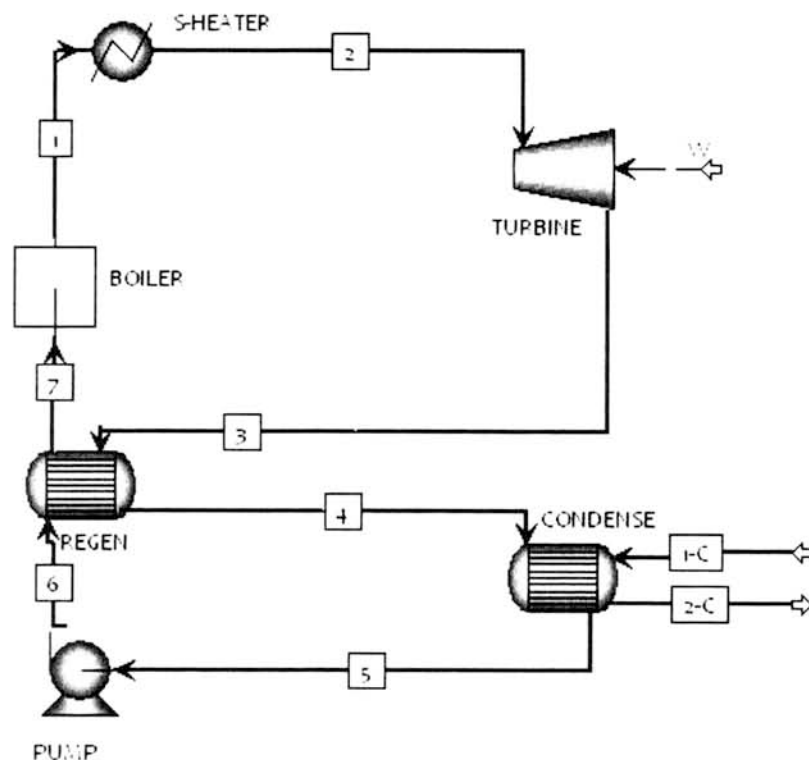 S-HEATER
2
1
W
TURBINE
BOILER
7
3
4
CONDENSE
REGEN
1-C
6
2-C
5
PUMP